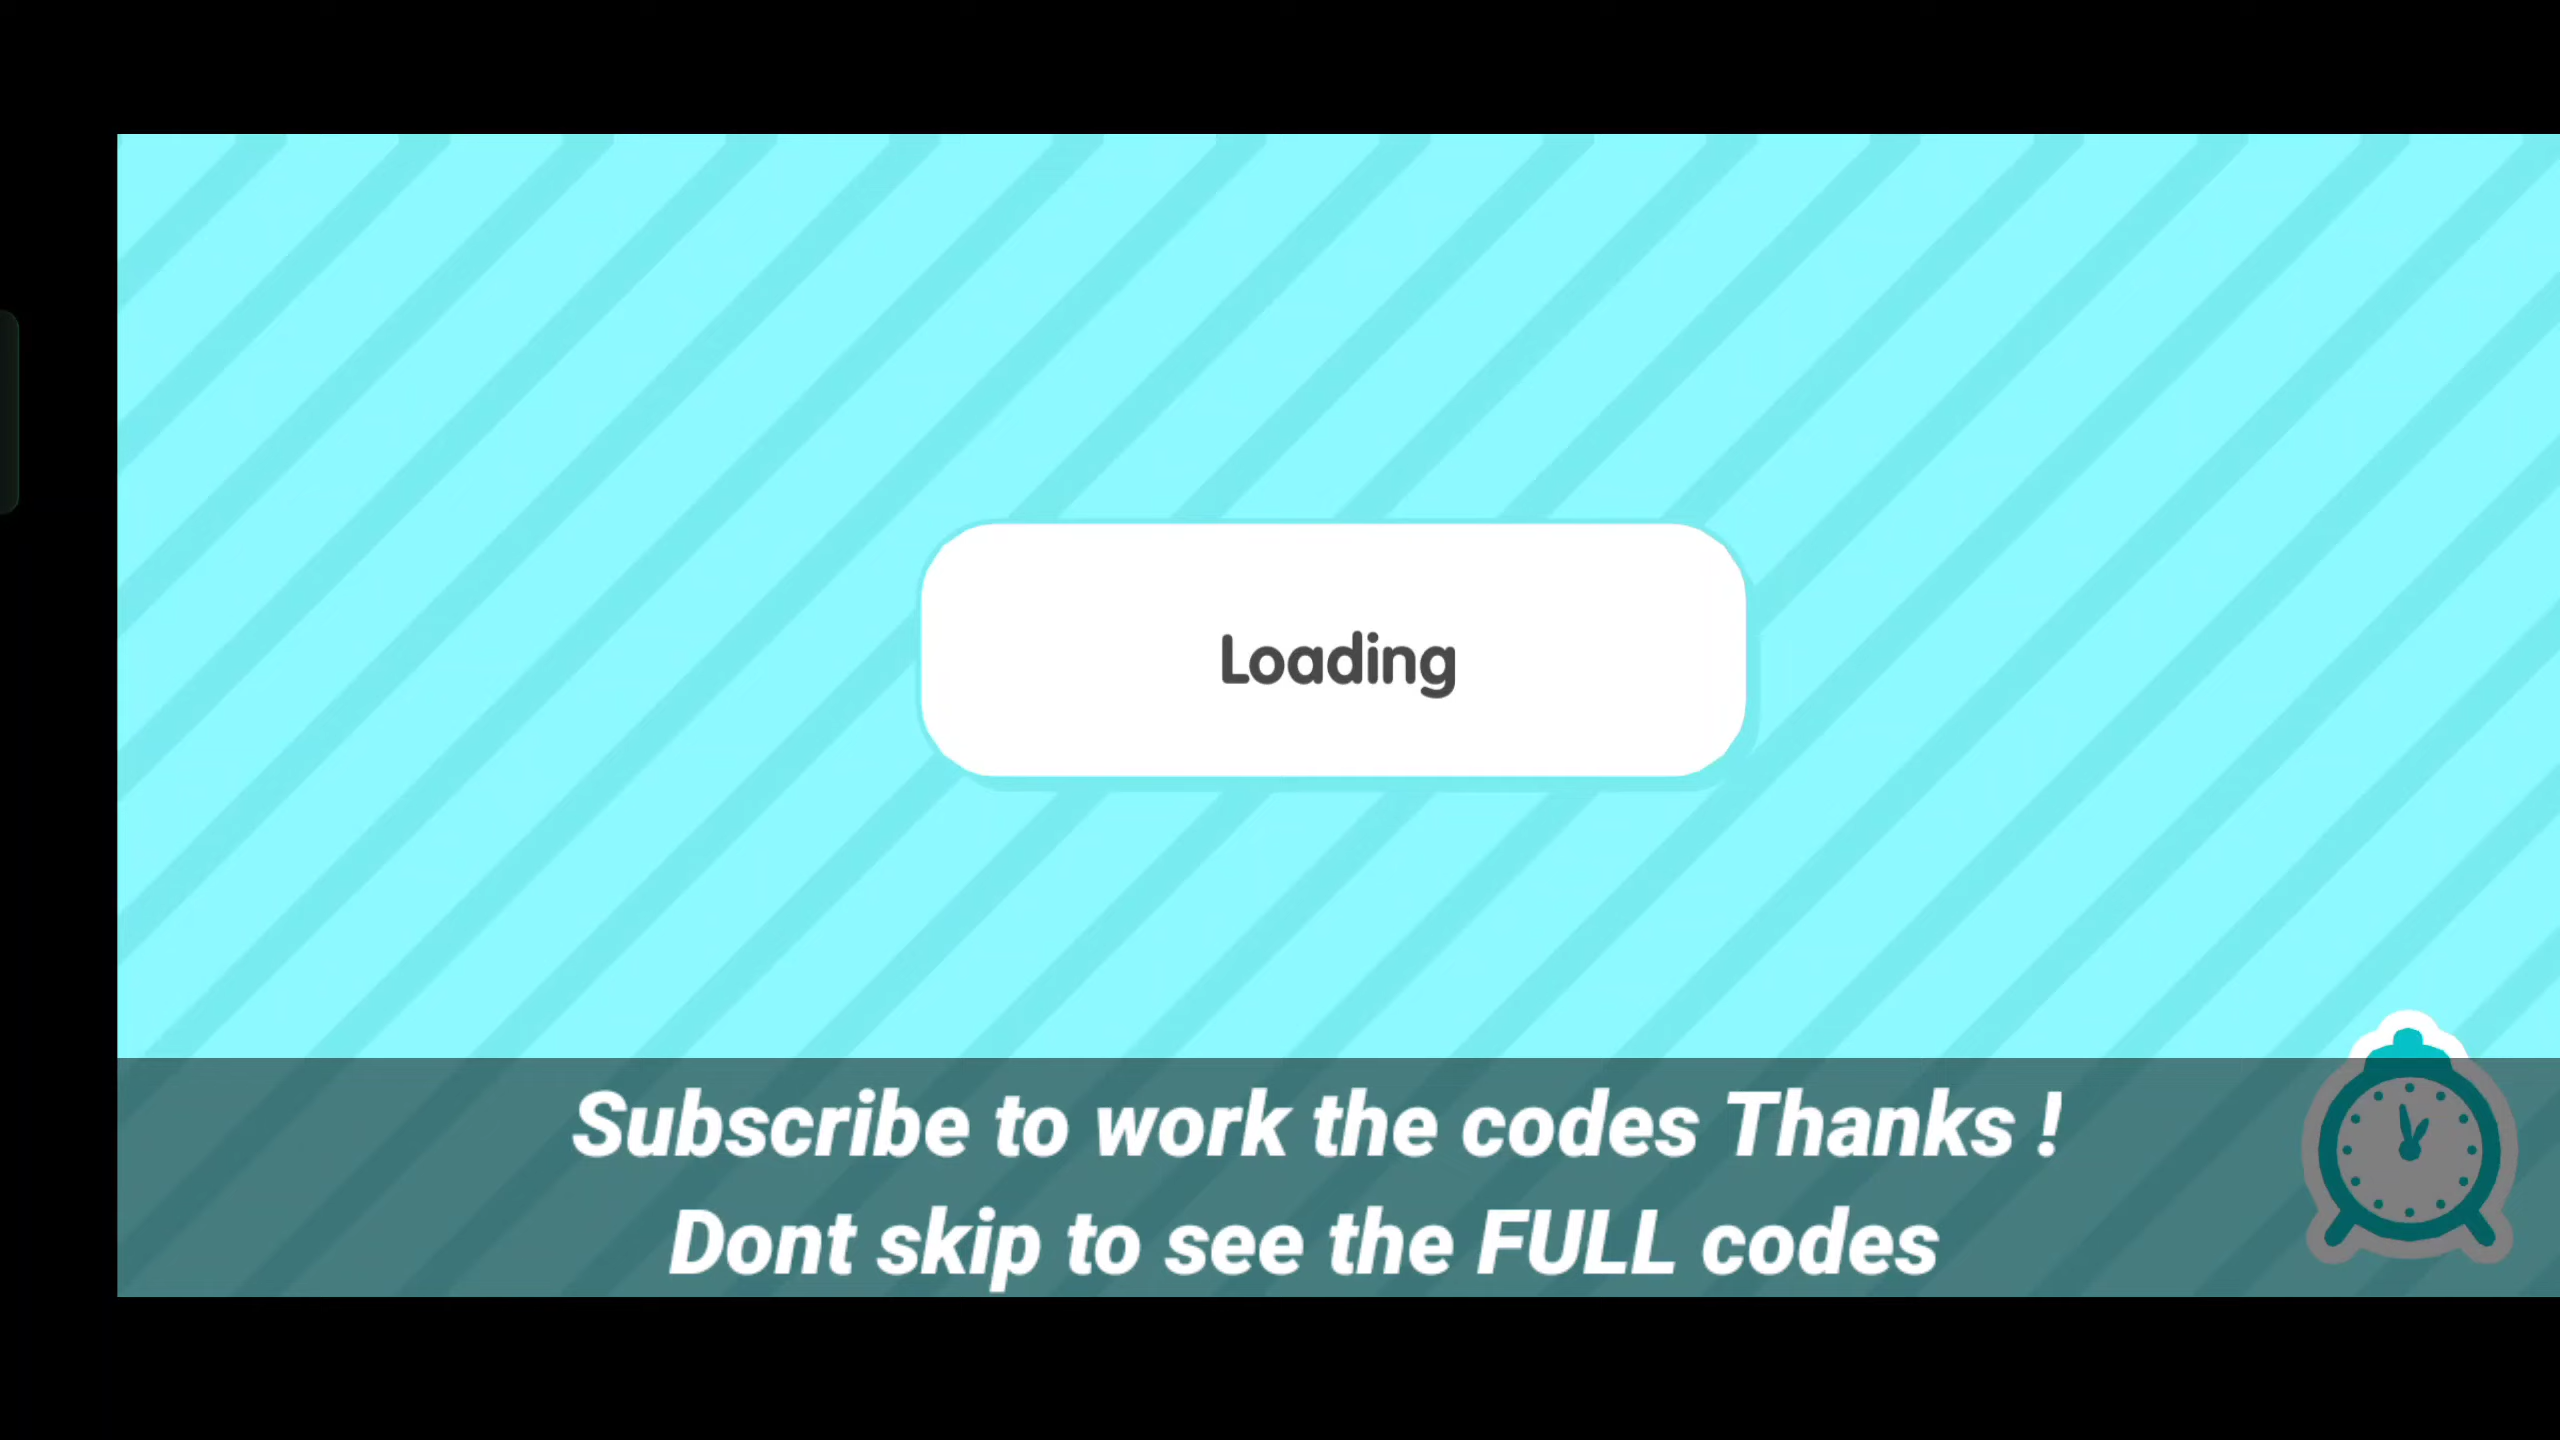 Loading
Subscribe to work the codes Thanks !
Dont skip to see the FULL codes